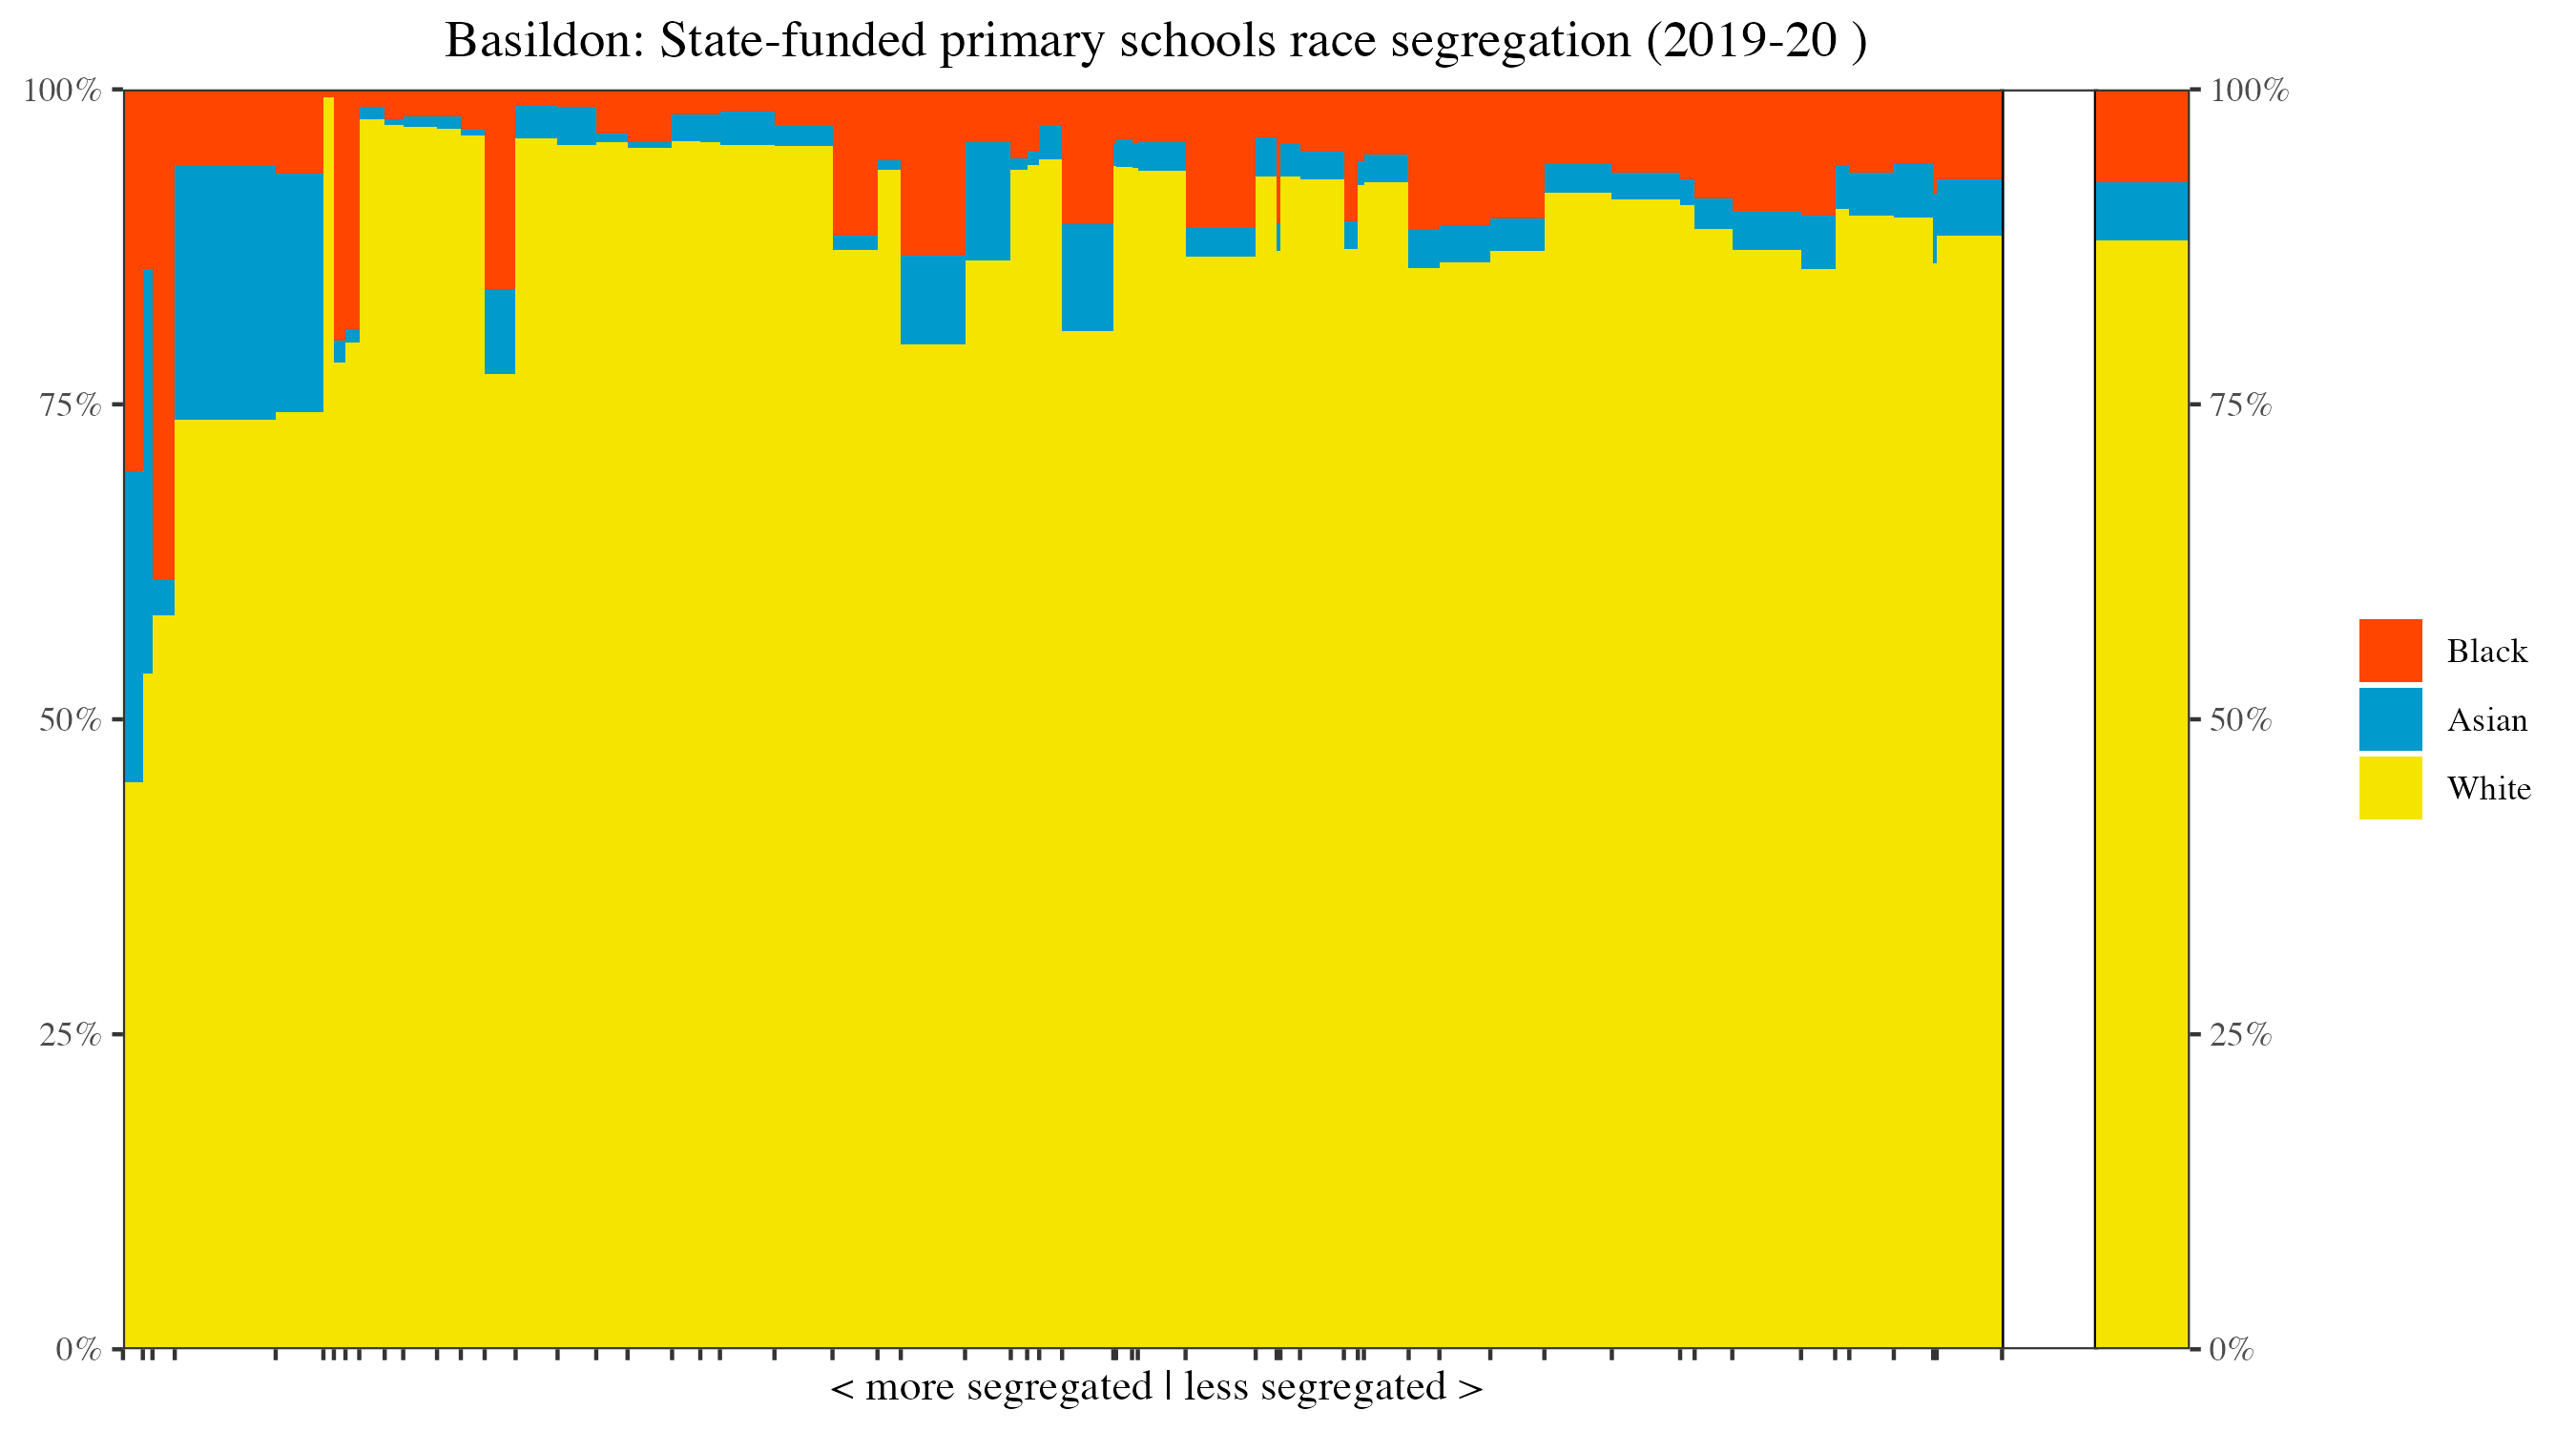 Basildon: State-funded primary schools race segregation (2019-20 )
100%
75%
50%
25%
0%
100%
75%
50%
25%
0%
Black
Asian
White
< more segregated | less segregated >